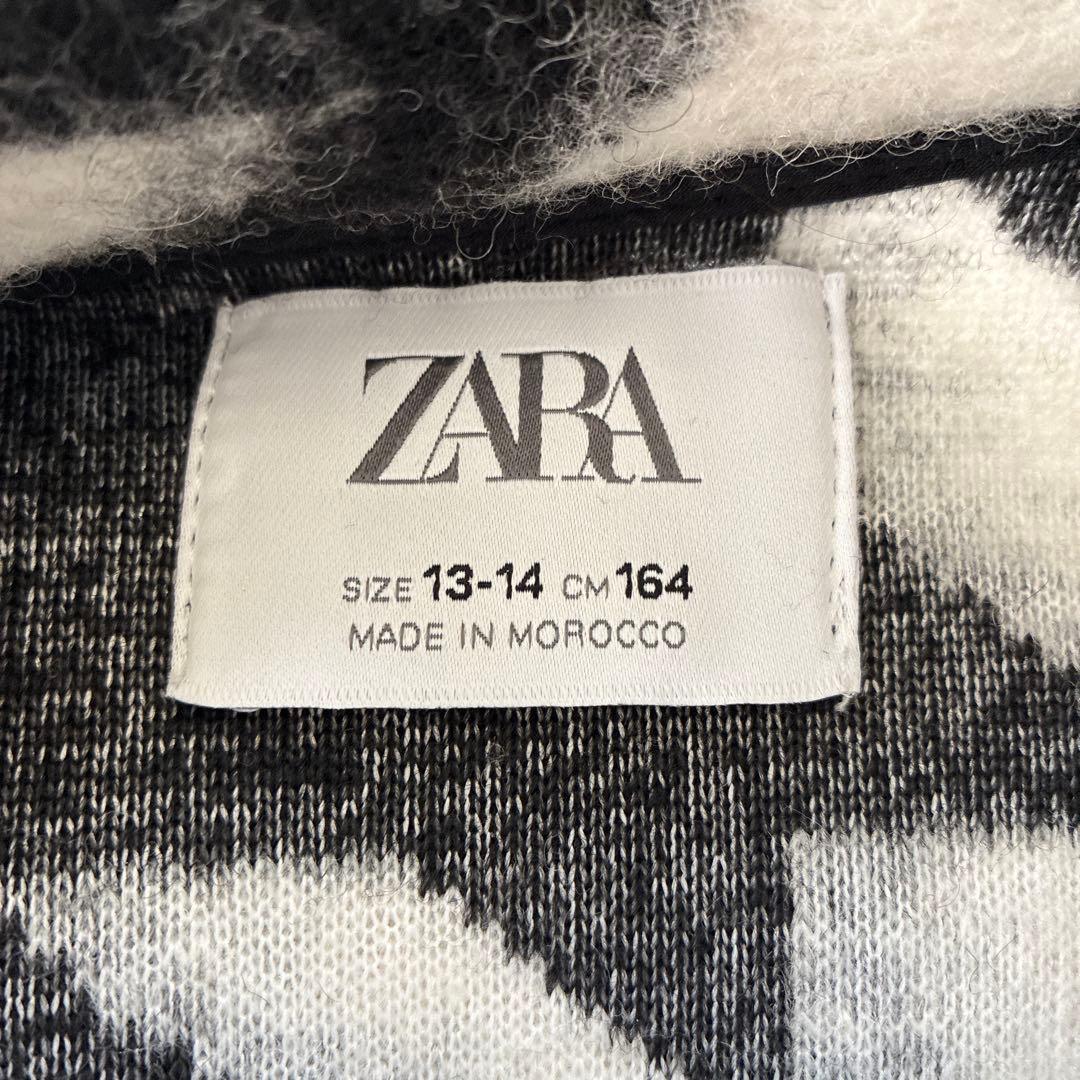 ZARA
SIZE 13-14 CM 164
MADE IN MOROCCO